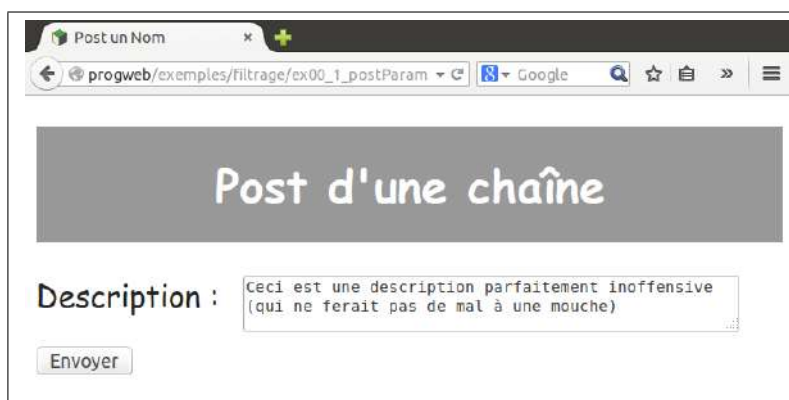 Post un Nom
progweb/exemples/filtrage/ex00_1_postParam
Google
Post d'une chaîne
Description :
Ceci est une description parfaitement inoffensive
(qui ne ferait pas de mal à une mouche)
Envoyer